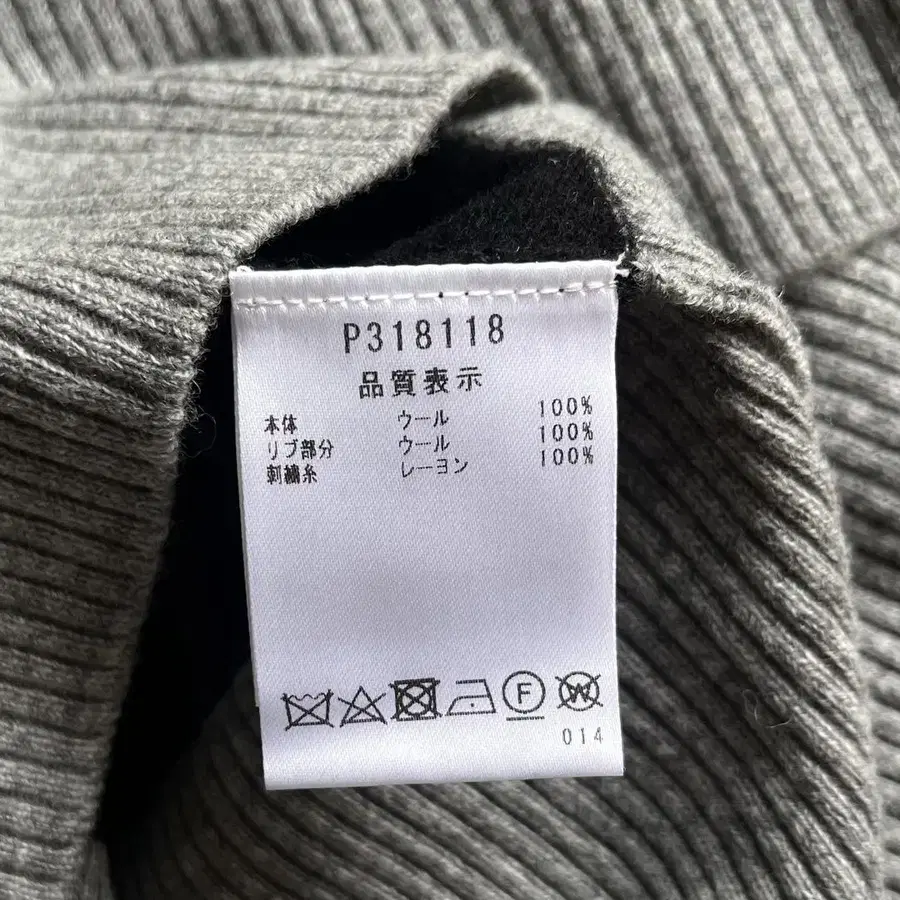 P318118
品質表示
本体 ウール 100%
リブ部分 ウール 100%
刺繍糸 レーヨン 100%
F W
014